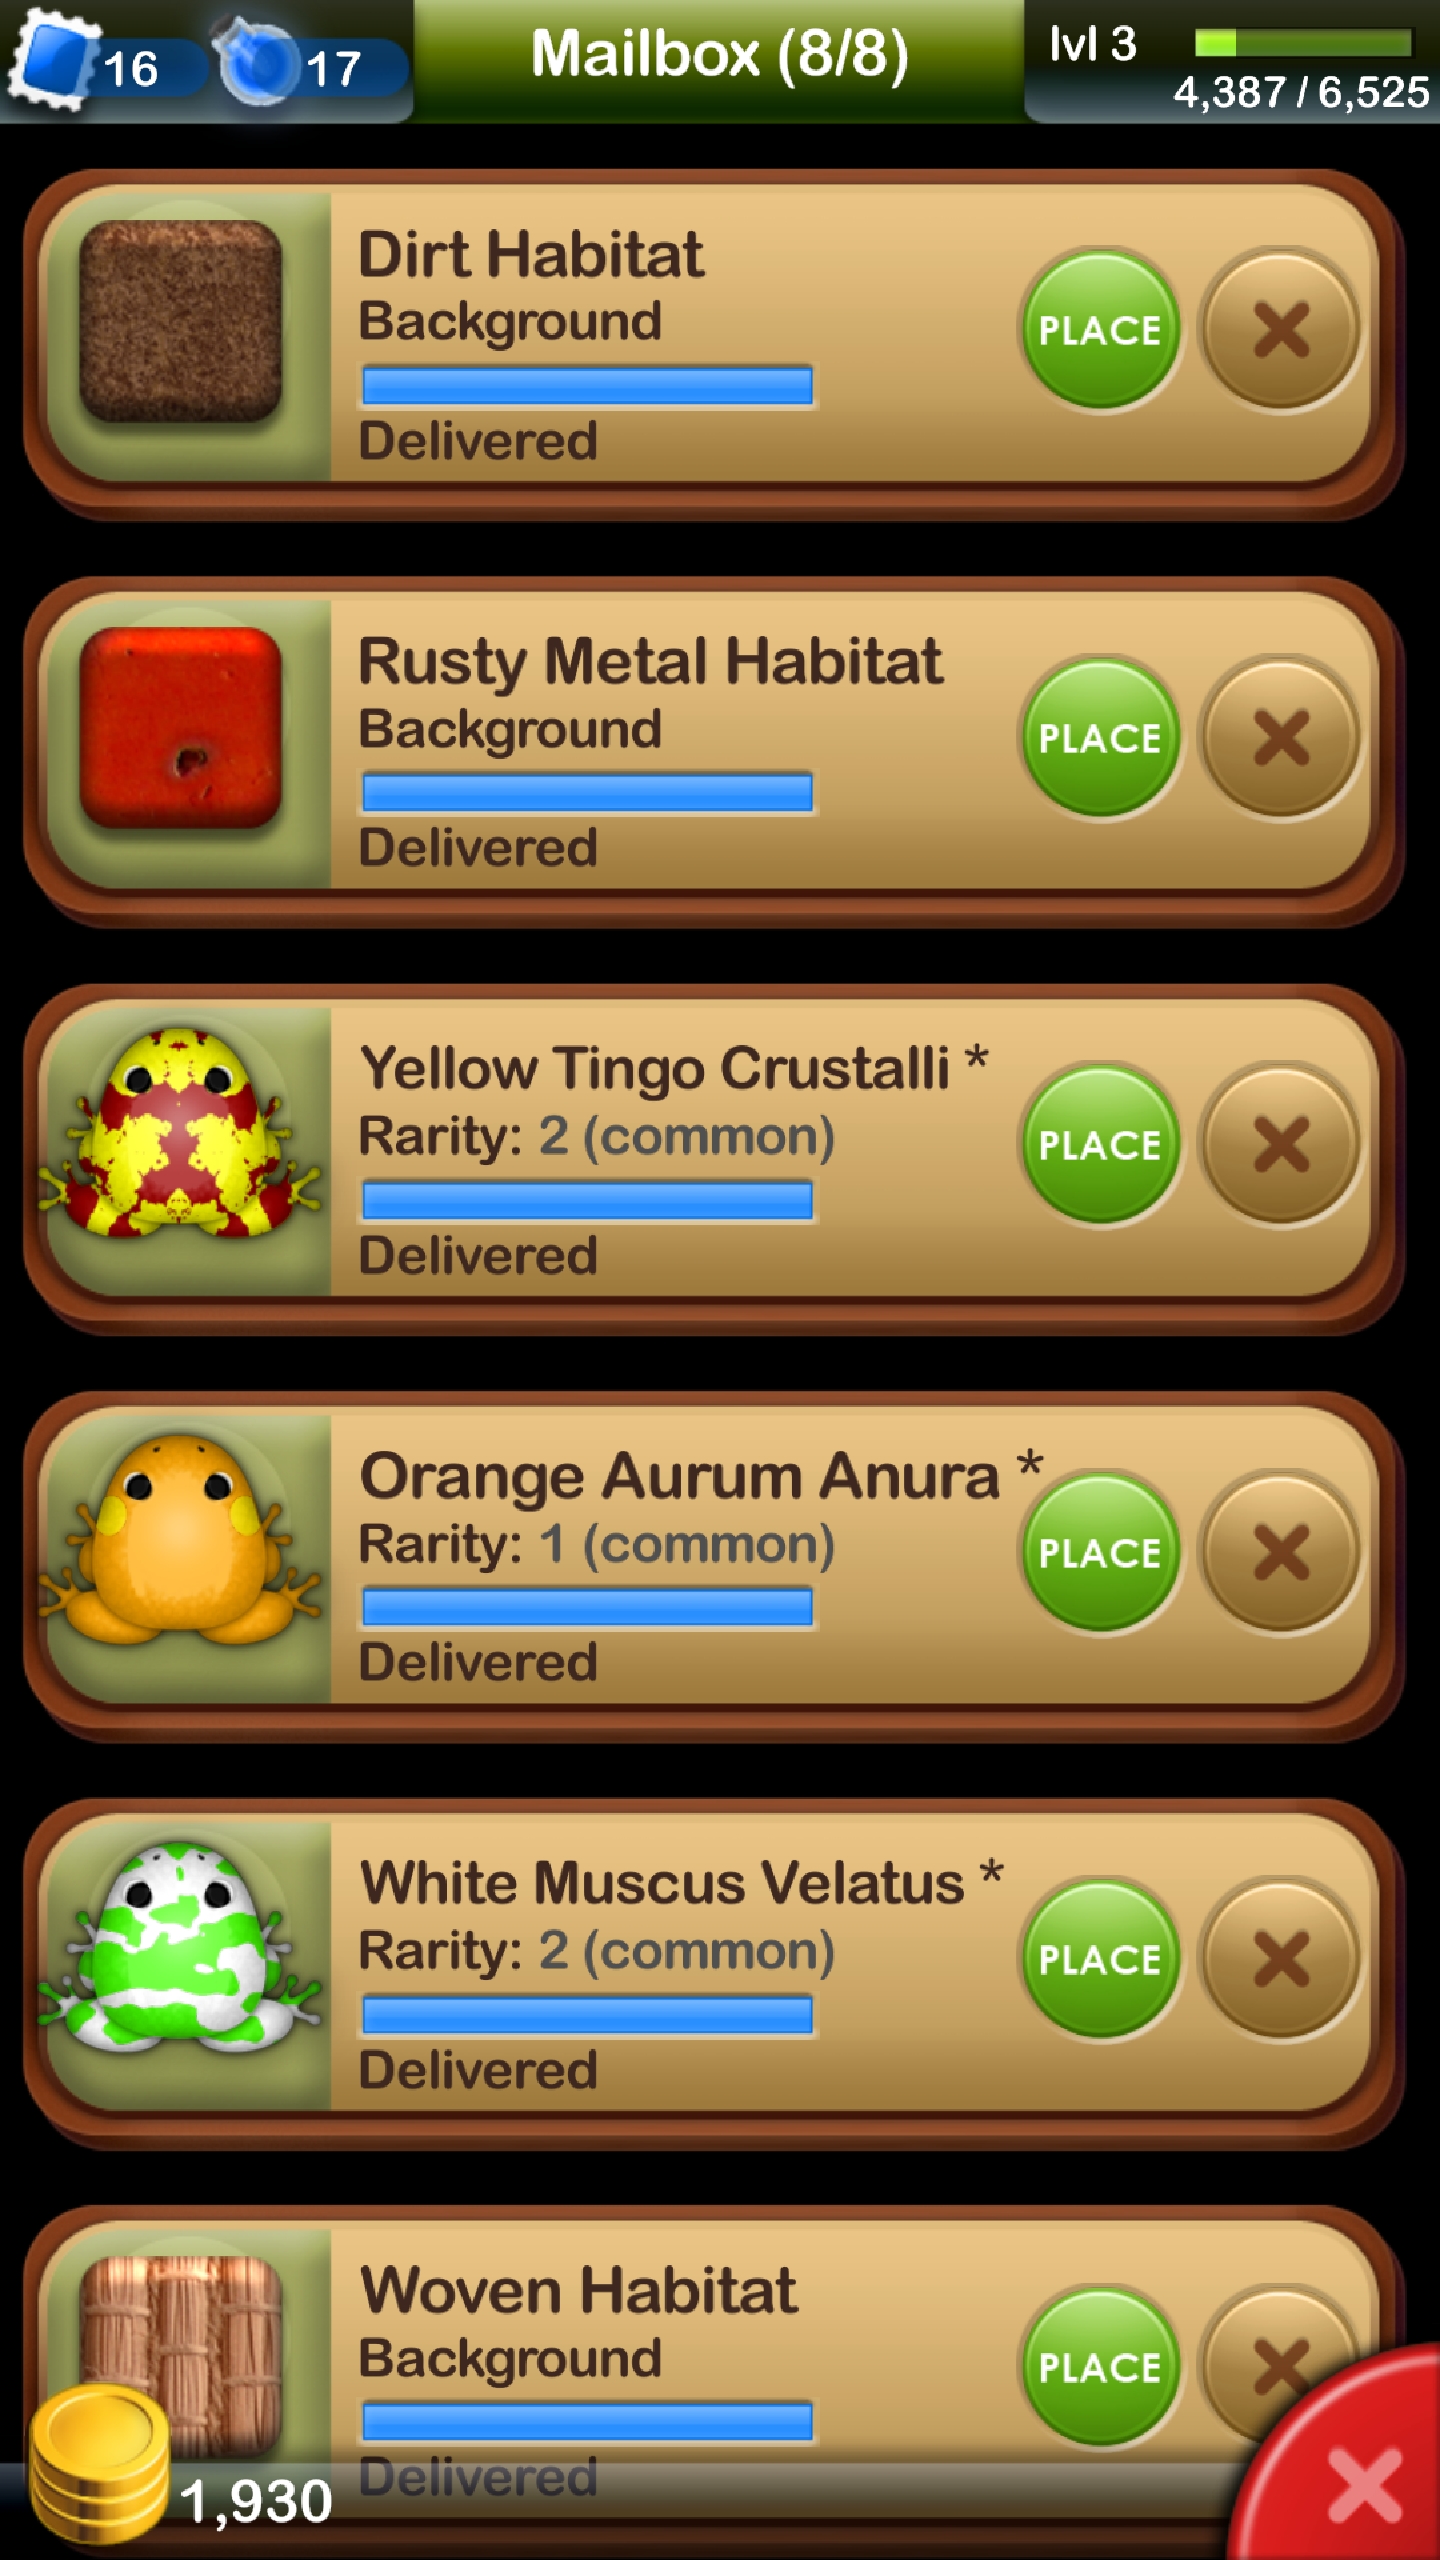 16
17
Mailbox (8/8)
lvl 3
4,387 / 6,525
Dirt Habitat
Background
Delivered
PLACE
Rusty Metal Habitat
Background
Delivered
PLACE
Yellow Tingo Crustalli *
Rarity: 2 (common)
Delivered
PLACE
Orange Aurum Anura *
Rarity: 1 (common)
Delivered
PLACE
White Muscus Velatus *
Rarity: 2 (common)
Delivered
PLACE
Woven Habitat
Background
Delivered
PLACE
1,930